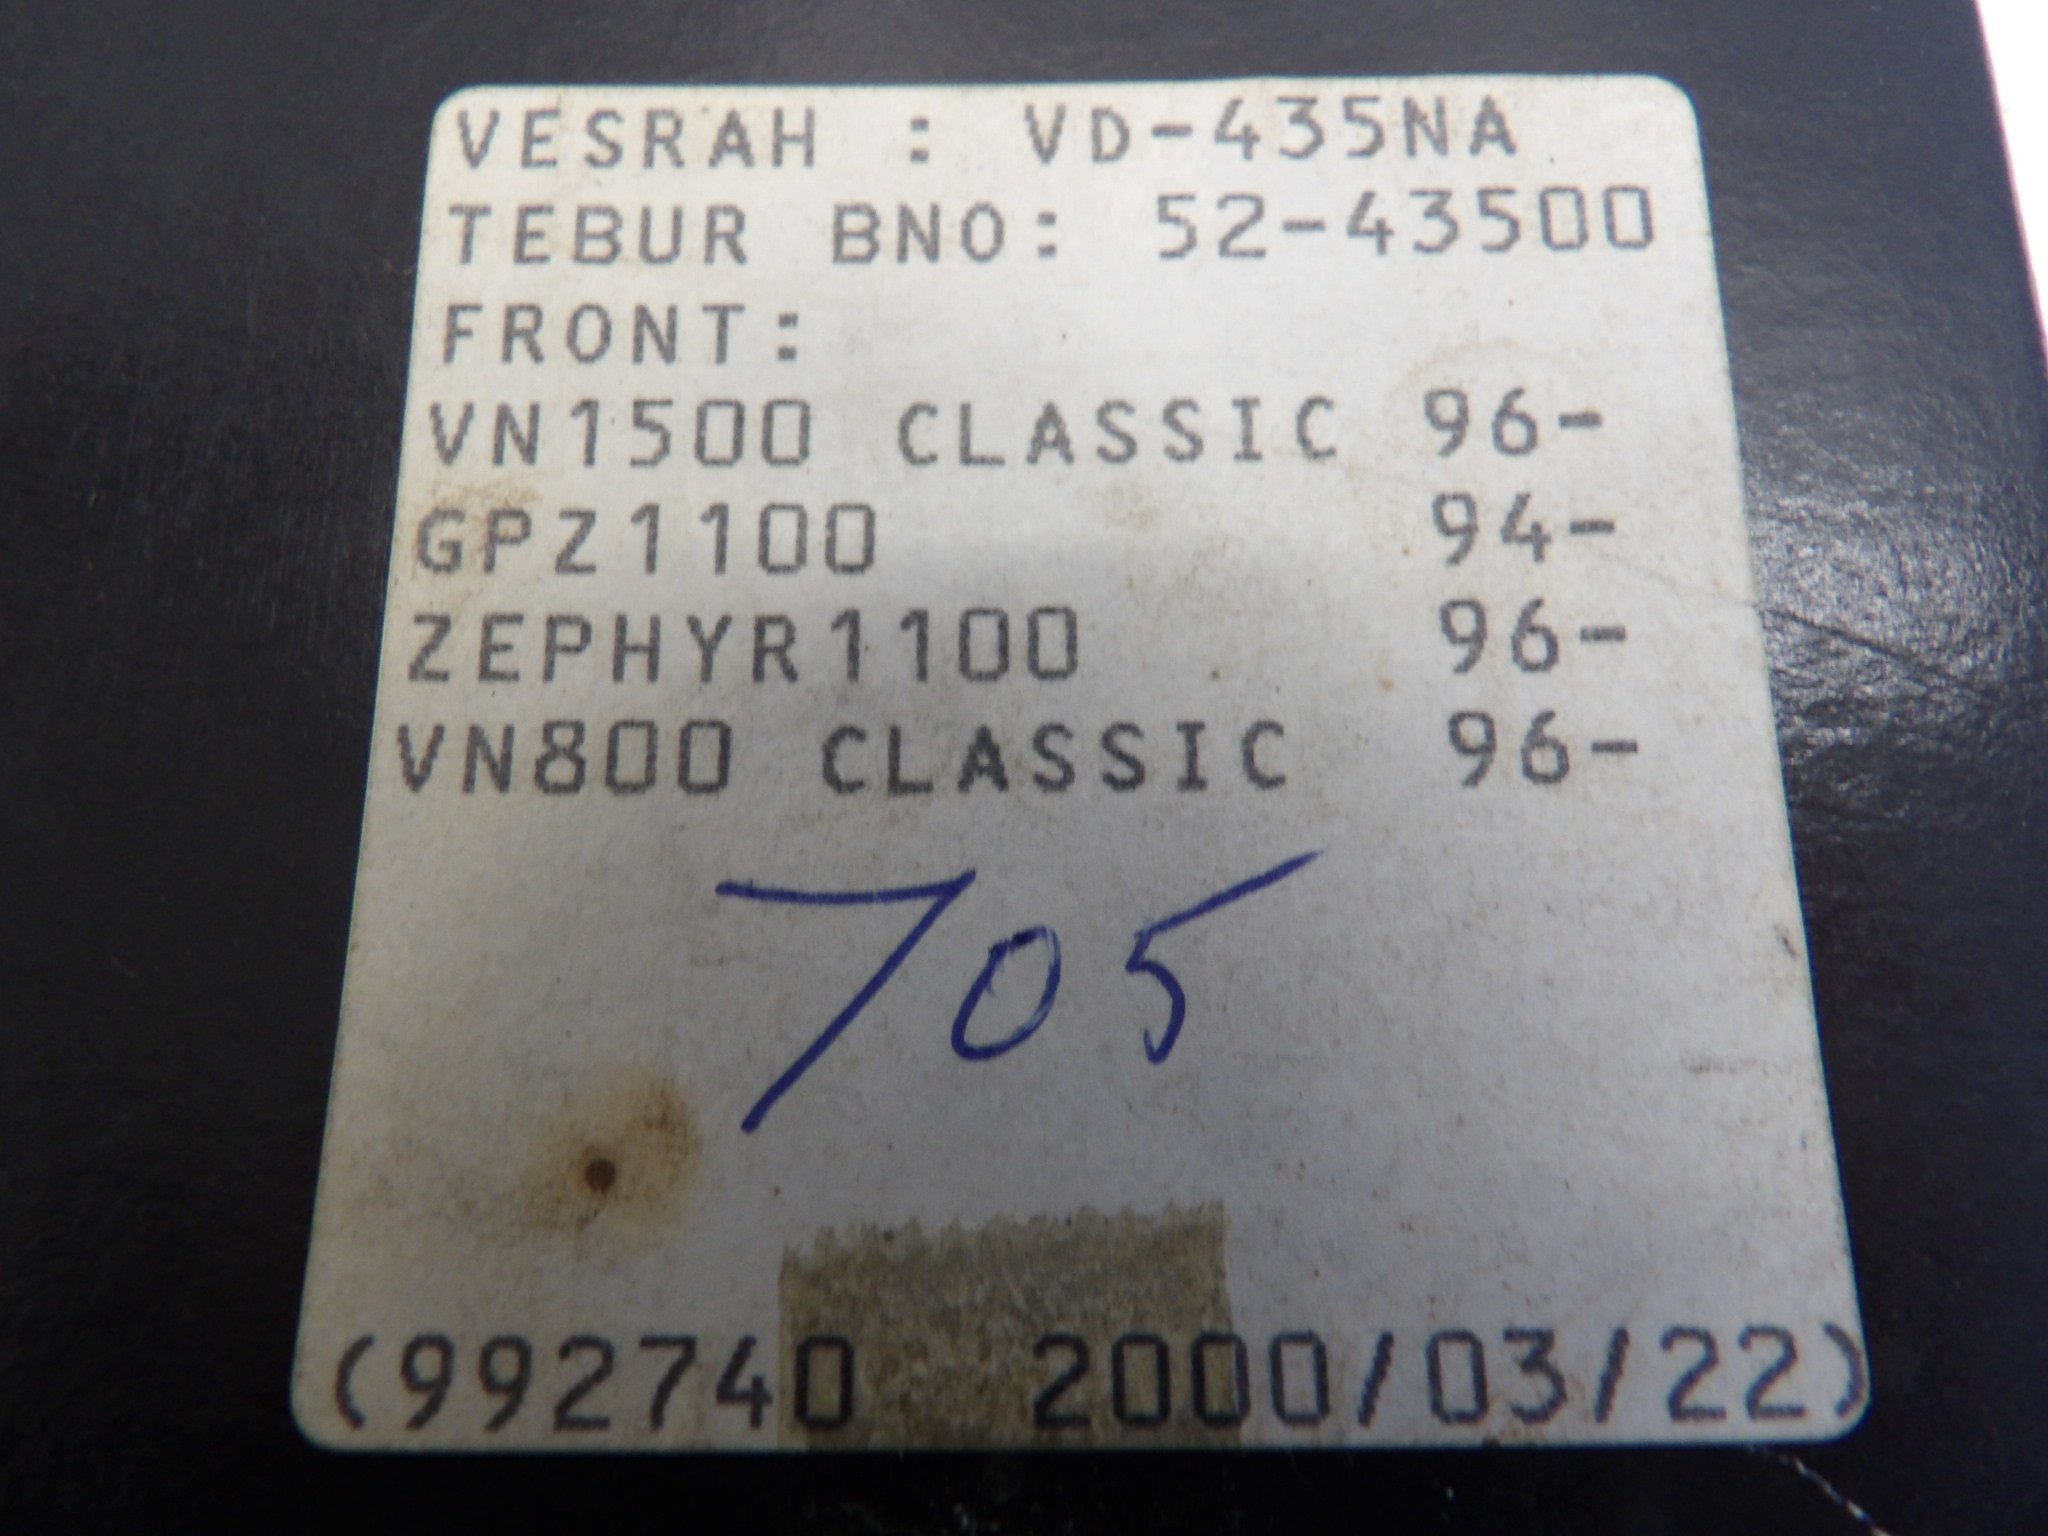 VESRAH : VD-435NA
TEBUR BNO: 52-43500
FRONT:
VN1500 CLASSIC 96-
GPZ1100 94-
ZEPHYR1100 96-
VN800 CLASSIC 96-
705
(992740 2000/03/22)